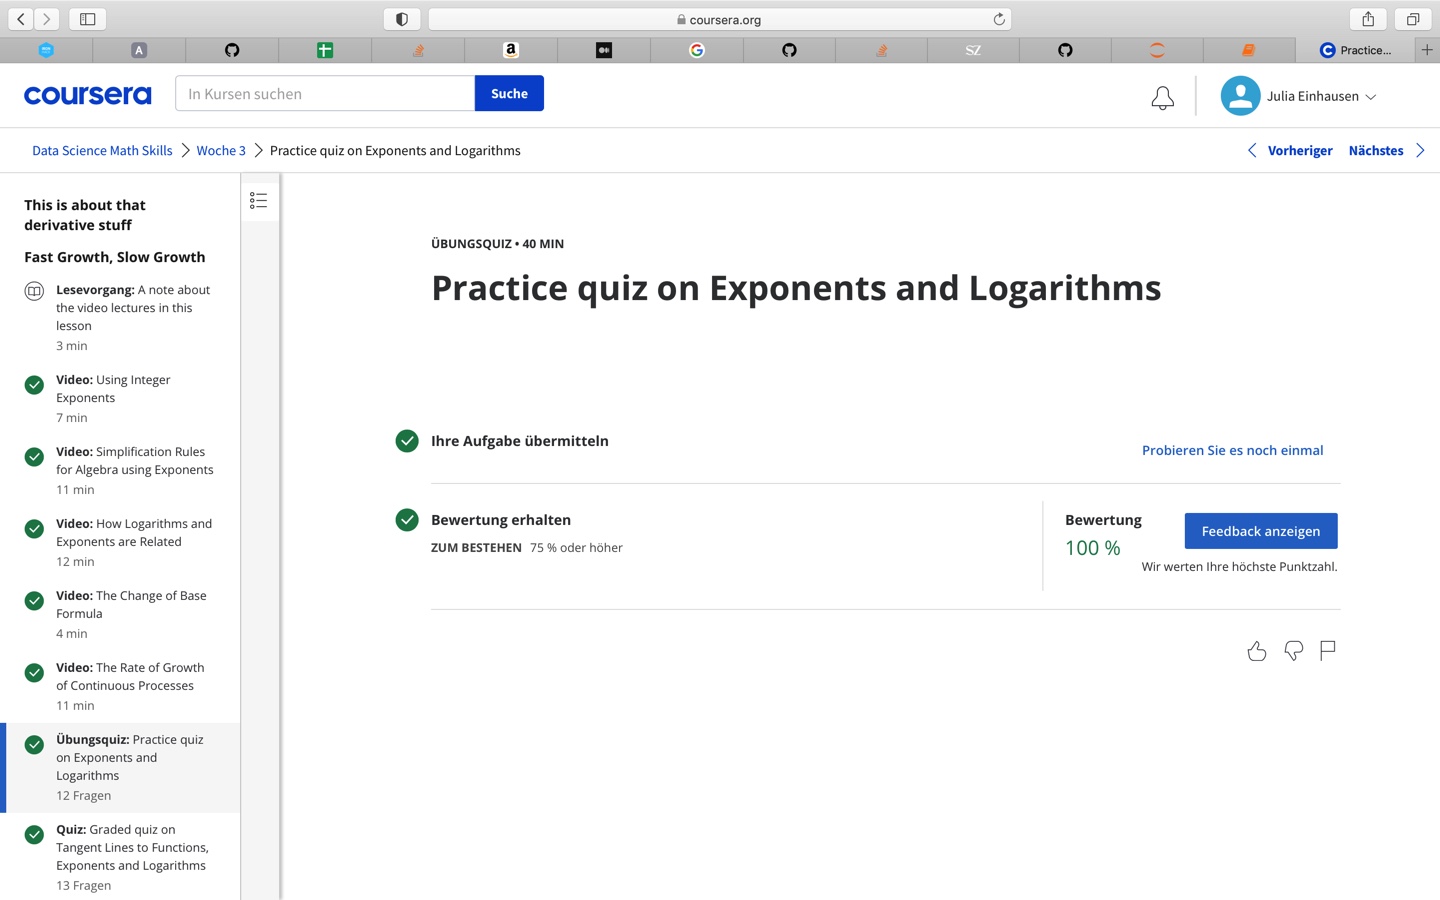 coursera.org
A
a
G
SZ
Practice...
coursera
In Kursen suchen
Suche
Julia Einhausen
Data Science Math Skills
Woche 3
Practice quiz on Exponents and Logarithms
Vorheriger
Nächstes
This is about that
derivative stuff
Fast Growth, Slow Growth
Lesevorgang: A note about
the video lectures in this
lesson
3 min
Video: Using Integer
Exponents
7 min
Video: Simplification Rules
for Algebra using Exponents
11 min
Video: How Logarithms and
Exponents are Related
12 min
Video: The Change of Base
Formula
4 min
Video: The Rate of Growth
of Continuous Processes
11 min
Übungsquiz: Practice quiz
on Exponents and
Logarithms
12 Fragen
Quiz: Graded quiz on
Tangent Lines to Functions,
Exponents and Logarithms
13 Fragen
ÜBUNGSQUIZ • 40 MIN
Practice quiz on Exponents and Logarithms
Ihre Aufgabe übermitteln
Probieren Sie es noch einmal
Bewertung erhalten
ZUM BESTEHEN 75 % oder höher
Bewertung
100 %
Feedback anzeigen
Wir werten Ihre höchste Punktzahl.